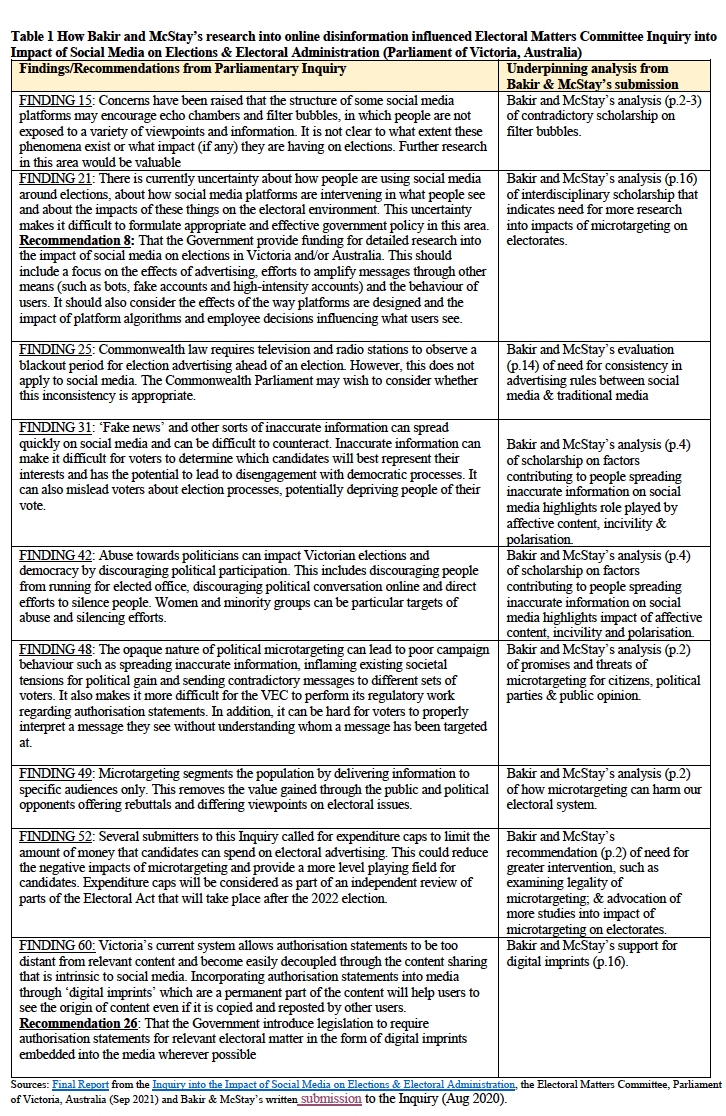 Table 1 How Bakir and McStay's research into online disinformation influenced Electoral Matters Committee Inquiry into
Impact of Social Media on Elections & Electoral Administration (Parliament of Victoria, Australia)
Findings/Recommendations from Parliamentary Inquiry
Underpinning analysis from
Bakir & McStay's submission
FINDING 15: Concerns have been raised that the structure of some social media
platforms may encourage echo chambers and filter bubbles, in which people are not
exposed to a variety of viewpoints and information. It is not clear to what extent these
phenomena exist or what impact (if any) they are having on elections. Further research
in this area would be valuable
Bakir and McStay's analysis (p.2-3)
of contradictory scholarship on
filter bubbles.
FINDING 21: There is currently uncertainty about how people are using social media
around elections, about how social media platforms are intervening in what people see
and about the impacts of these things on the electoral environment. This uncertainty
makes it difficult to formulate appropriate and effective government policy in this area.
Recommendation 8: That the Government provide funding for detailed research into
the impact of social media on elections in Victoria and/or Australia. This should
include a focus on the effects of advertising, efforts to amplify messages through other
means (such as bots, fake accounts and high-intensity accounts) and the behaviour of
users. It should also consider the effects of the way platforms are designed and the
impact of platform algorithms and employee decisions influencing what users see.
Bakir and McStay's analysis (p.16)
of interdisciplinary scholarship that
indicates need for more research
into impacts of microtargeting on
electorates.
FINDING 25: Commonwealth law requires television and radio stations to observe a
blackout period for election advertising ahead of an election. However, this does not
apply to social media. The Commonwealth Parliament may wish to consider whether
this inconsistency is appropriate.
Bakir and McStay's evaluation
(p.14) of need for consistency in
advertising rules between social
media & traditional media
FINDING 31: 'Fake news' and other sorts of inaccurate information can spread
quickly on social media and can be difficult to counteract. Inaccurate information can
make it difficult for voters to determine which candidates will best represent their
interests and has the potential to lead to disengagement with democratic processes. It
can also mislead voters about election processes, potentially depriving people of their
vote.
Bakir and McStay's analysis (p.4)
of scholarship on factors
contributing to people spreading
inaccurate information on social
media highlights role played by
affective content, incivility &
polarisation.
FINDING 42: Abuse towards politicians can impact Victorian elections and
democracy by discouraging political participation. This includes discouraging people
from running for elected office, discouraging political conversation online and direct
efforts to silence people. Women and minority groups can be particular targets of
abuse and silencing efforts.
Bakir and McStay's analysis (p.4)
of scholarship on factors
contributing to people spreading
inaccurate information on social
media highlights impact of affective
content, incivility and polarisation.
FINDING 48: The opaque nature of political microtargeting can lead to poor campaign
behaviour such as spreading inaccurate information, inflaming existing societal
tensions for political gain and sending contradictory messages to different sets of
voters. It also makes it more difficult for the VEC to perform its regulatory work
regarding authorisation statements. In addition, it can be hard for voters to properly
interpret a message they see without understanding whom a message has been targeted
at.
Bakir and McStay's analysis (p.2)
of promises and threats of
microtargeting for citizens, political
parties & public opinion.
FINDING 49: Microtargeting segments the population by delivering information to
specific audiences only. This removes the value gained through the public and political
opponents offering rebuttals and differing viewpoints on electoral issues.
Bakir and McStay's analysis (p.2)
of how microtargeting can harm our
electoral system.
FINDING 52: Several submitters to this Inquiry called for expenditure caps to limit the
amount of money that candidates can spend on electoral advertising. This could reduce
the negative impacts of microtargeting and provide a more level playing field for
candidates. Expenditure caps will be considered as part of an independent review of
parts of the Electoral Act that will take place after the 2022 election.
Bakir and McStay's
recommendation (p.2) of need for
greater intervention, such as
examining legality of
microtargeting; & advocation of
more studies into impact of
microtargeting on electorates.
FINDING 60: Victoria's current system allows authorisation statements to be too
distant from relevant content and become easily decoupled through the content sharing
that is intrinsic to social media. Incorporating authorisation statements into media
through 'digital imprints' which are a permanent part of the content will help users to
see the origin of content even if it is copied and reposted by other users.
Recommendation 26: That the Government introduce legislation to require
authorisation statements for relevant electoral matter in the form of digital imprints
embedded into the media wherever possible
Bakir and McStay's support for
digital imprints (p.16).
Sources: Final Report from the Inquiry into the Impact of Social Media on Elections & Electoral Administration, the Electoral Matters Committee, Parliament
of Victoria, Australia (Sep 2021) and Bakir & McStay's written submission to the Inquiry (Aug 2020).